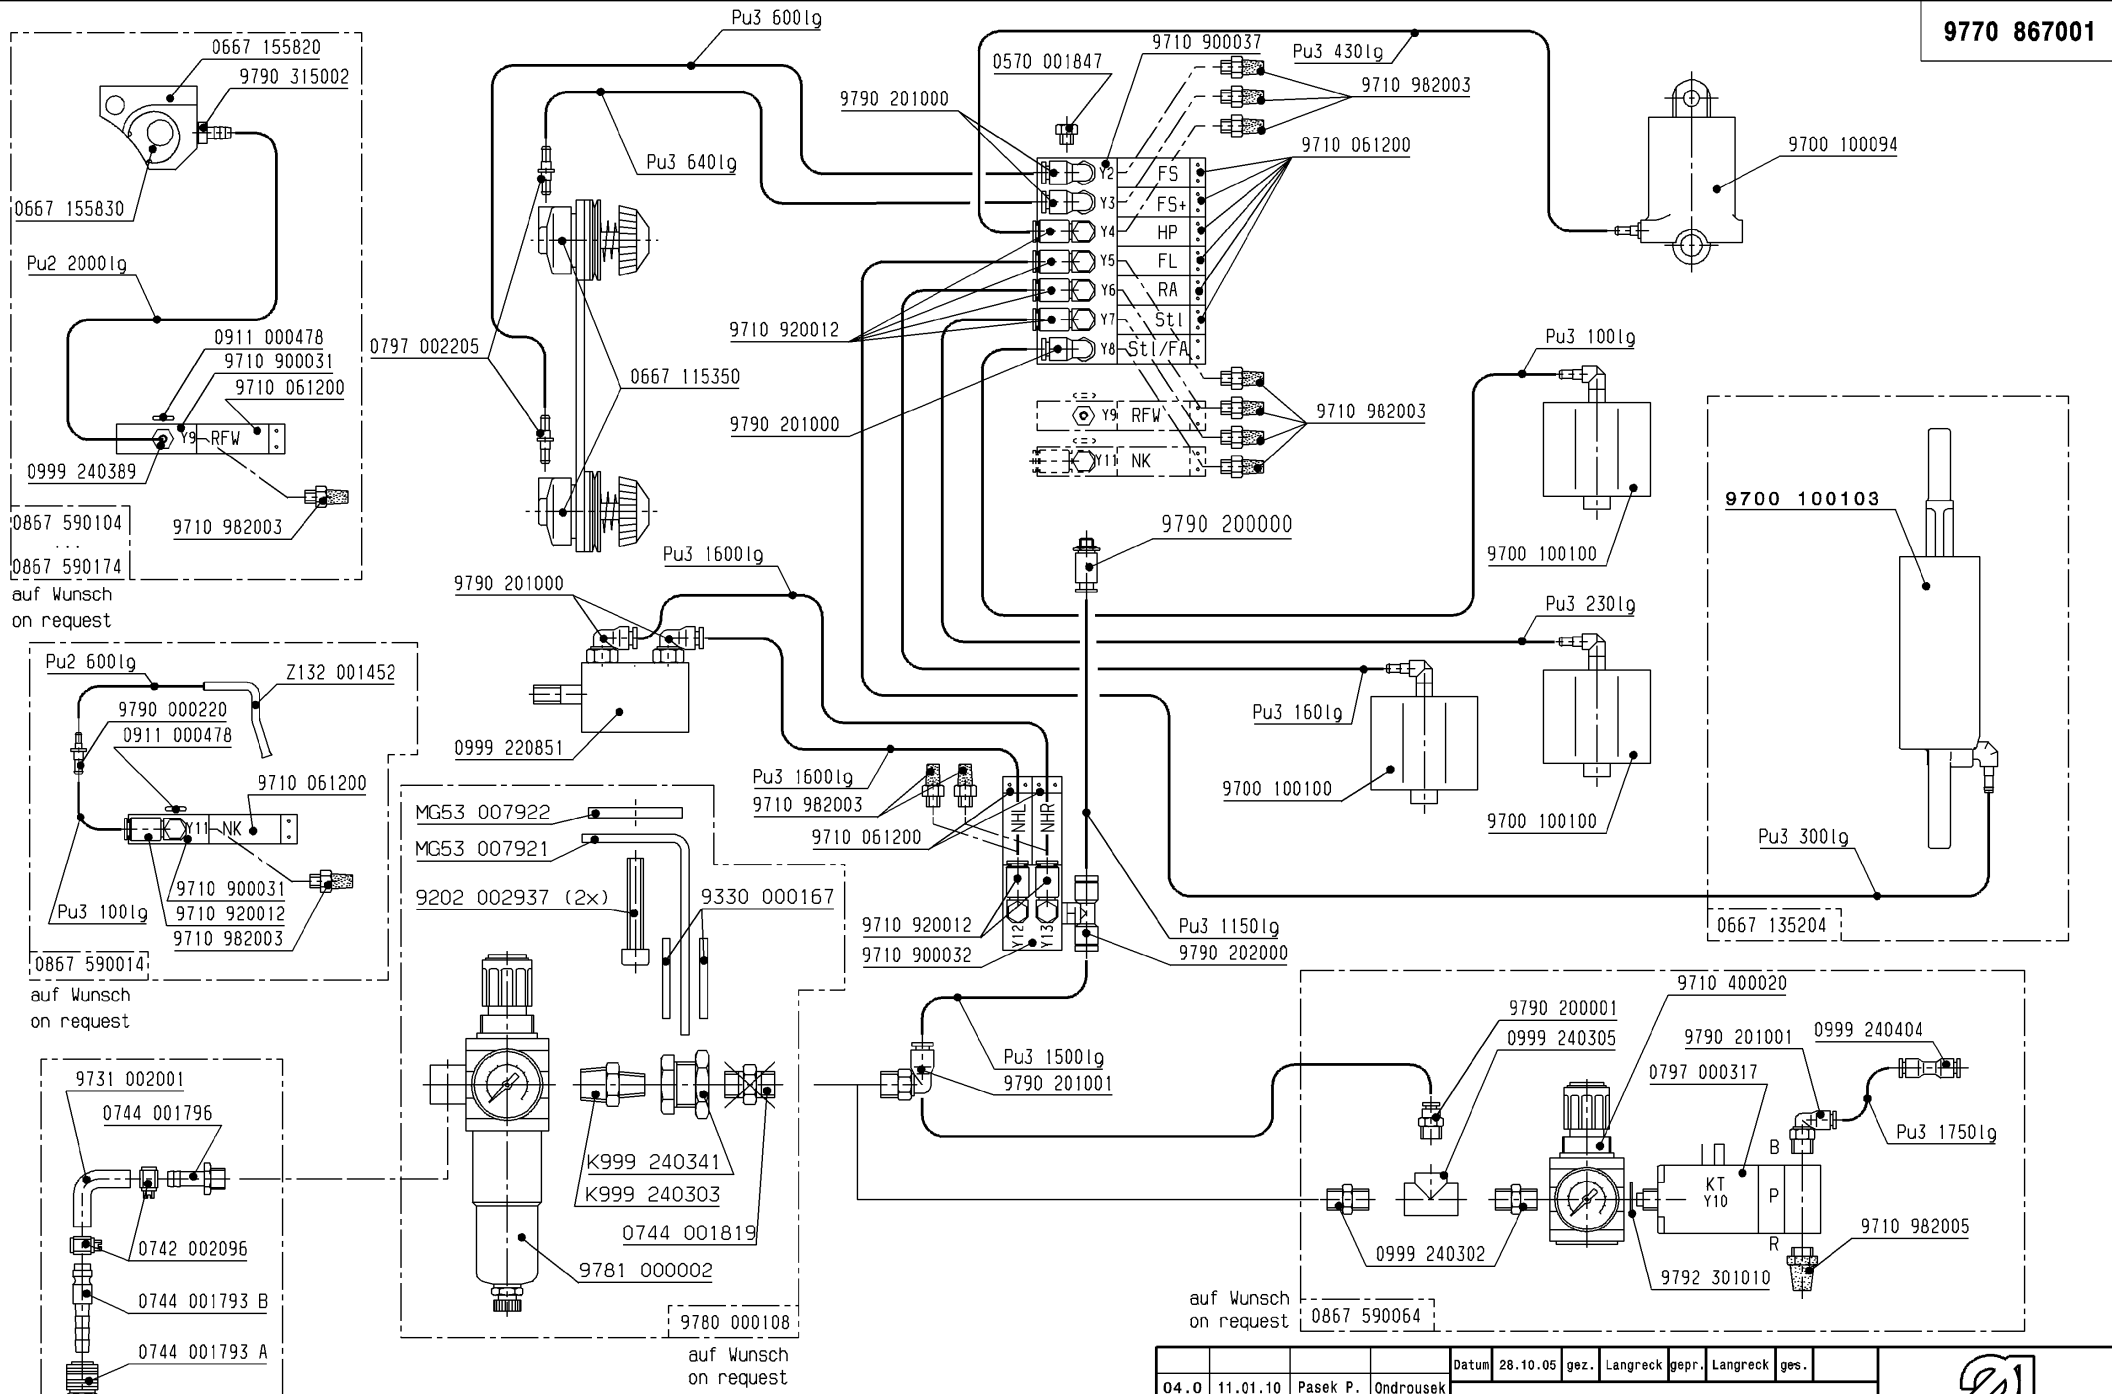 9770 867001
0667 155820
9790 315002
0667 155830
Pu2 2000lg
0911 000478
9710 900031
9710 061200
Y9
RFW
0999 240389
9710 982003
0867 590104
...
0867 590174
auf Wunsch
on request
Pu3 600lg
Pu3 640lg
0797 002205
0667 115350
9790 201000
0570 001847
9710 900037
Pu3 430lg
9710 982003
9710 061200
9700 100094
Y2 FS
Y3 FS+
Y4 HP
Y5 FL
Y6 RA
Y7 Stl
Y8 Stl/FA
Y9 RFW
Y11 NK
9710 920012
9790 201000
9710 982003
Pu3 100lg
9700 100100
9700 100103
9790 200000
Pu3 1600lg
9790 201000
0999 220851
Pu3 230lg
Pu3 160lg
9700 100100
9700 100100
Pu3 300lg
0667 135204
Pu2 600lg
Z132 001452
9790 000220
0911 000478
9710 061200
Y11
NK
9710 900031
Pu3 100lg
9710 920012
9710 982003
0867 590014
auf Wunsch
on request
Pu3 1600lg
9710 982003
9710 061200
NHL
NHR
Y12
Y13
9710 920012
9710 900032
Pu3 1150lg
9790 202000
MG53 007922
MG53 007921
9202 002937 (2x)
9330 000167
K999 240341
K999 240303
0744 001819
9781 000002
9780 000108
auf Wunsch
on request
Pu3 1500lg
9790 201001
9731 002001
0744 001796
0742 002096
0744 001793 B
0744 001793 A
9710 400020
9790 200001
0999 240305
9790 201001
0999 240404
0797 000317
Pu3 1750lg
B
KT
Y10
P
R
9710 982005
0999 240302
9792 301010
auf Wunsch
on request
0867 590064
Datum 28.10.05 gez. Langreck gepr. Langreck ges.
04.0 11.01.10 Pasek P. Ondrousek